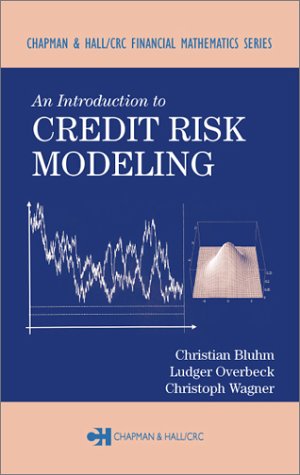 CHAPMAN & HALL/CRC FINANCIAL MATHEMATICS SERIES
An Introduction to
CREDIT RISK
MODELING
Christian Bluhm
Ludger Overbeck
Christoph Wagner
CH CHAPMAN & HALL/CRC